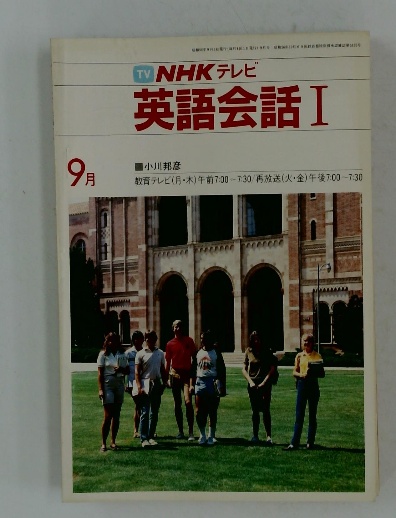 TV NHKテレビ
英語会話Ⅰ
9月
■小川邦彦
教育テレビ(月・木)午前7:00-7:30/再放送(火・金)午後7:00-7:30